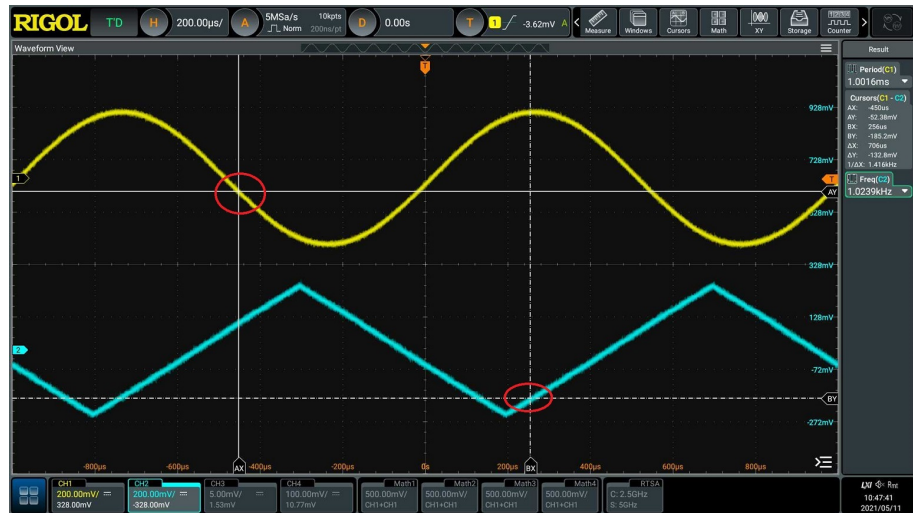 RIGOL T'D H 200.00µs/ A 5MSa/s 10kpts D 0.00s T 1 -3.62mV A < Measure Windows Cursors Math XY Storage Counter >
Norm 200ns/pt
Waveform View
T
T
928mV
728mV
528mV
328mV
128mV
-72mV
-272mV
1
2
T
AY
BY
-800µs -600µs AX -400µs -200µs 0s 200µs BX 400µs 600µs 800µs
Result
Period(C1)
1.0016ms
Cursors(C1 - C2)
AX: -450us
AY: -52.38mV
BX: 256us
BY: -185.2mV
ΔX: 706us
ΔY: -132.8mV
1/ΔX: 1.416kHz
Freq(C2)
1.0239kHz
CH1 CH2 CH3 CH4 Math1 Math2 Math3 Math4 RTSA
200.00mV/ 200.00mV/ 5.00mV/ 100.00mV/ 500.00mV/ 500.00mV/ 500.00mV/ 500.00mV/ C: 2.5GHz
328.00mV -328.00mV 1.53mV 10.77mV CH1+CH1 CH1+CH1 CH1+CH1 CH1+CH1 S: 5GHz
LXI Rmt
10:47:41
2021/05/11